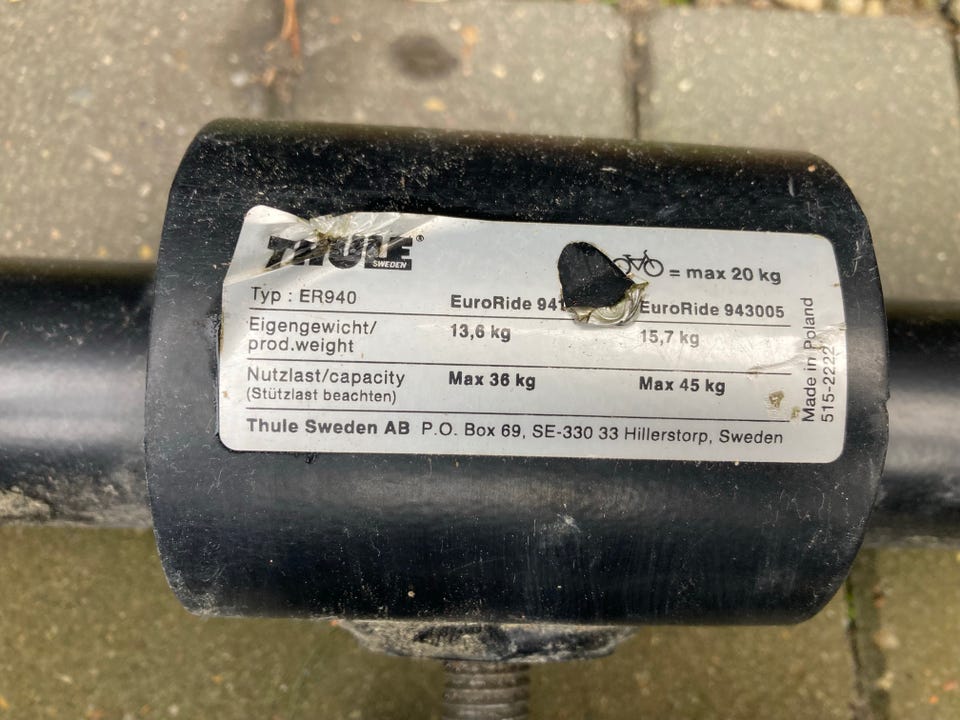 THULE®
SWEDEN
= max 20 kg
Typ : ER940 EuroRide EuroRide 943005
Eigengewicht/
prod.weight 13,6 kg 15,7 kg
Nutzlast/capacity Max 36 kg Max 45 kg
(Stützlast beachten)
Thule Sweden AB P.O. Box 69, SE-330 33 Hillerstorp, Sweden
Made in Poland
515-2222